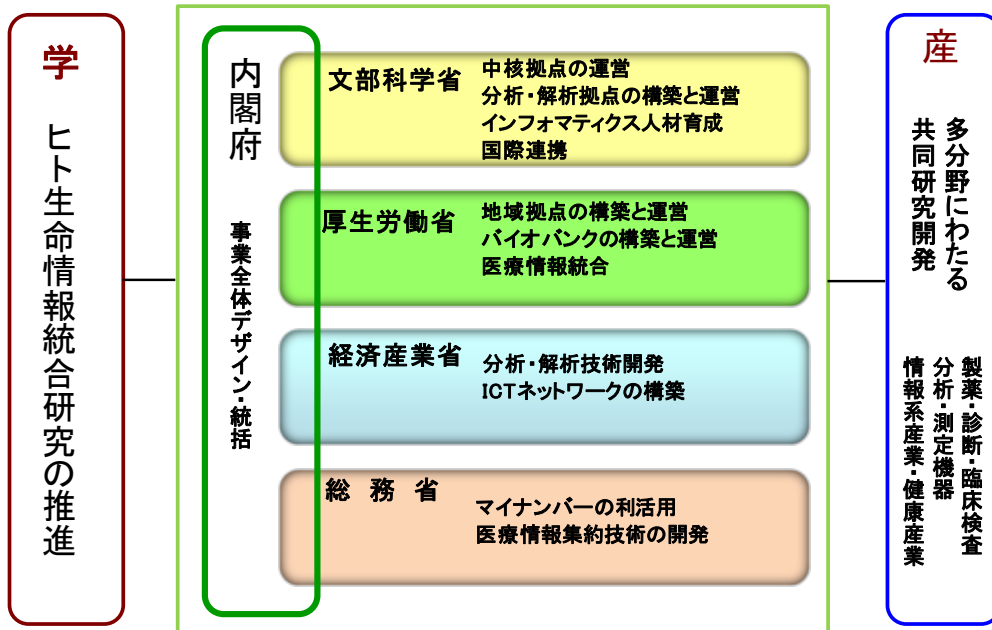 学
ヒト生命情報統合研究の推進
内閣府
事業全体デザイン・統括
文部科学省
中核拠点の運営
分析・解析拠点の構築と運営
インフォマティクス人材育成
国際連携
厚生労働省
地域拠点の構築と運営
バイオバンクの構築と運営
医療情報統合
経済産業省
分析・解析技術開発
ICTネットワークの構築
総務省
マイナンバーの利活用
医療情報集約技術の開発
産
多分野にわたる
共同研究開発
製薬・診断・臨床検査
分析・測定機器
情報系産業・健康産業